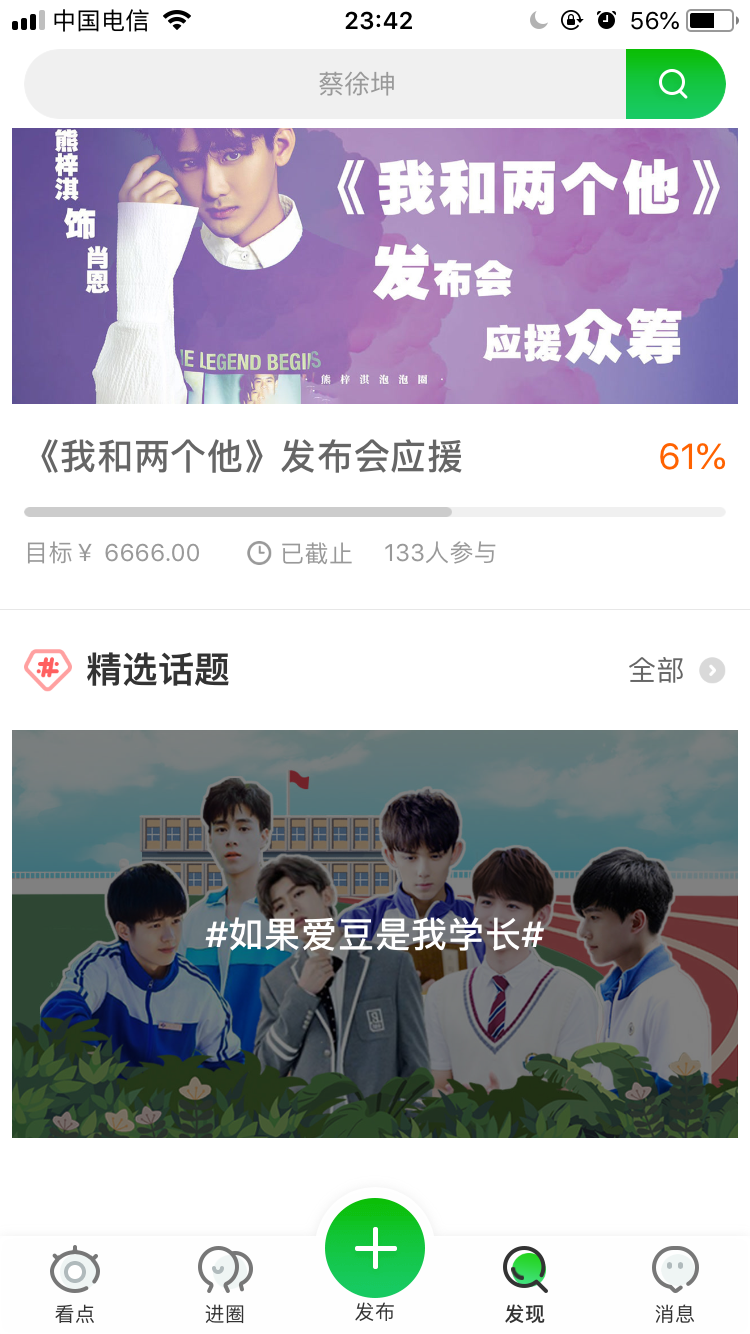 中国电信 23:42 56%
蔡徐坤
熊梓淇
饰
肖恩
《我和两个他》
发布会
应援众筹
E LEGEND BEGINS
· 熊梓淇泡泡圈 ·
《我和两个他》发布会应援 61%
目标¥ 6666.00 已截止 133人参与
精选话题 全部
#如果爱豆是我学长#
看点 进圈 发布 发现 消息